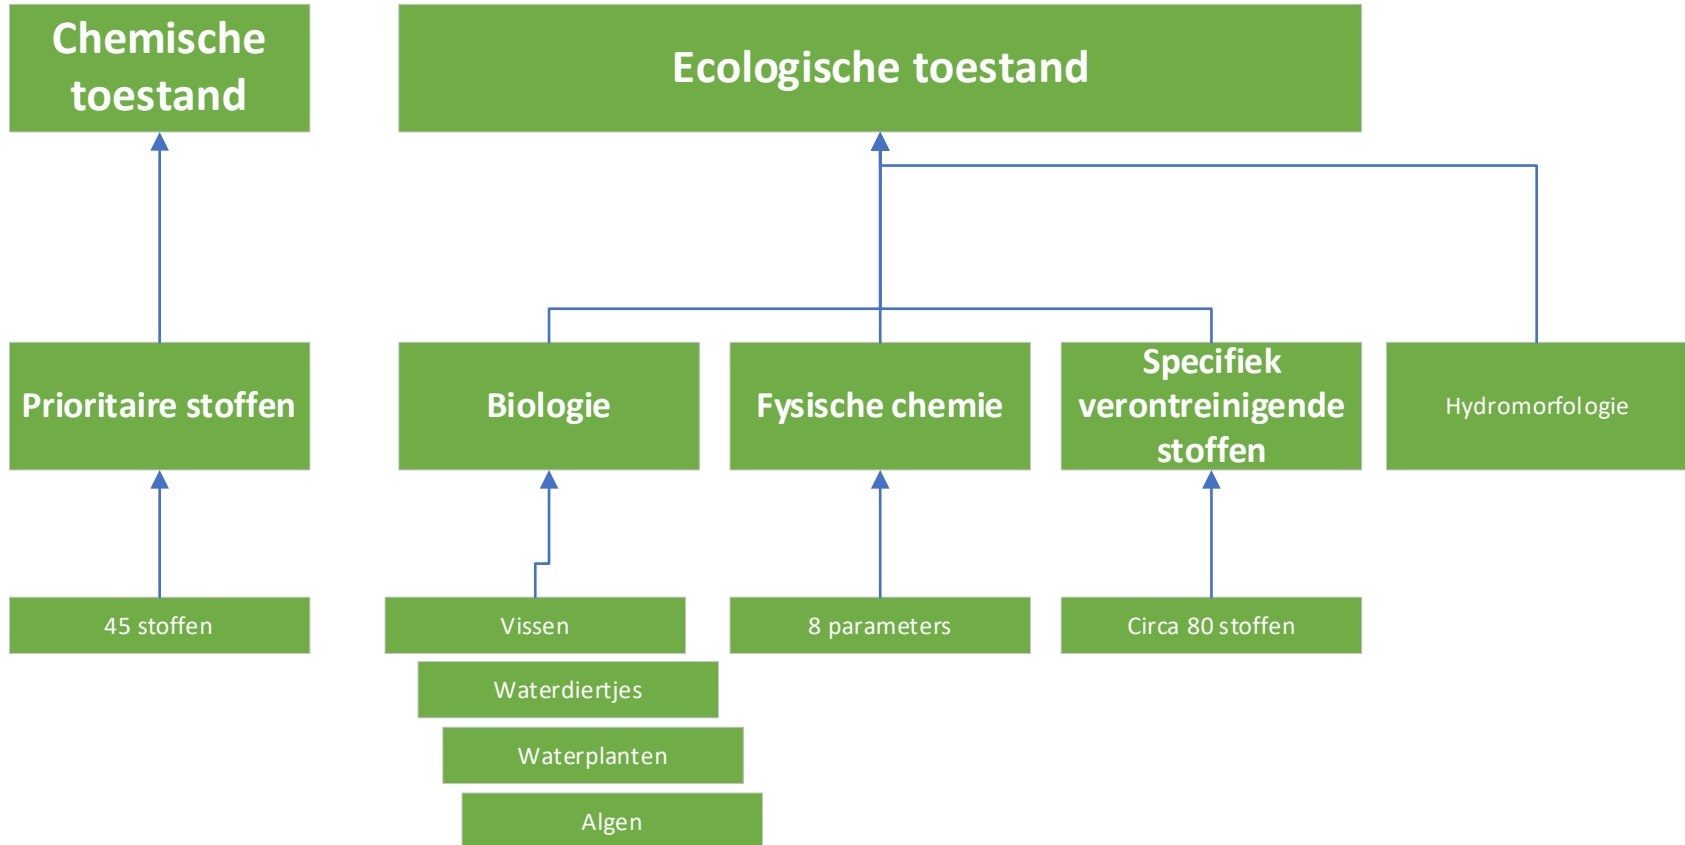 Chemische
toestand
Ecologische toestand
Prioritaire stoffen
Biologie
Fysische chemie
Specifiek
verontreinigende
stoffen
Hydromorfologie
45 stoffen
Vissen
8 parameters
Circa 80 stoffen
Waterdiertjes
Waterplanten
Algen